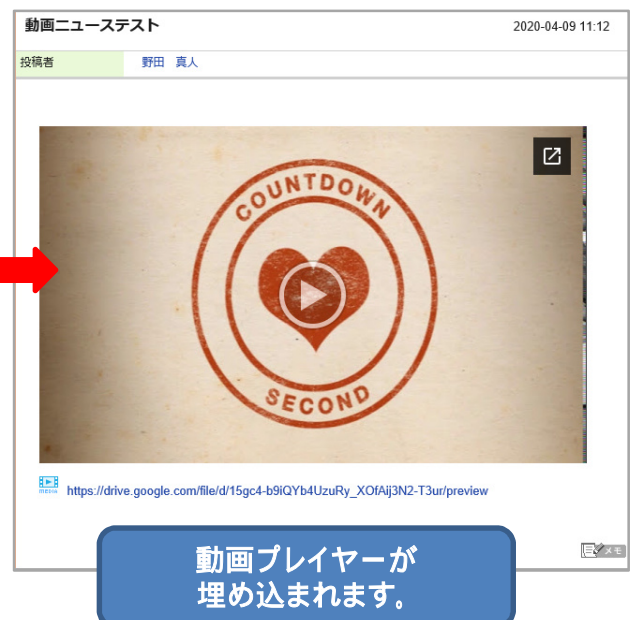 動画ニューステスト
2020-04-09 11:12
投稿者
野田 真人
COUNTDOWN
SECOND
https://drive.google.com/file/d/15gc4-b9iQYb4UzuRy_XOfAij3N2-T3ur/preview
メモ
動画プレイヤーが
埋め込まれます。